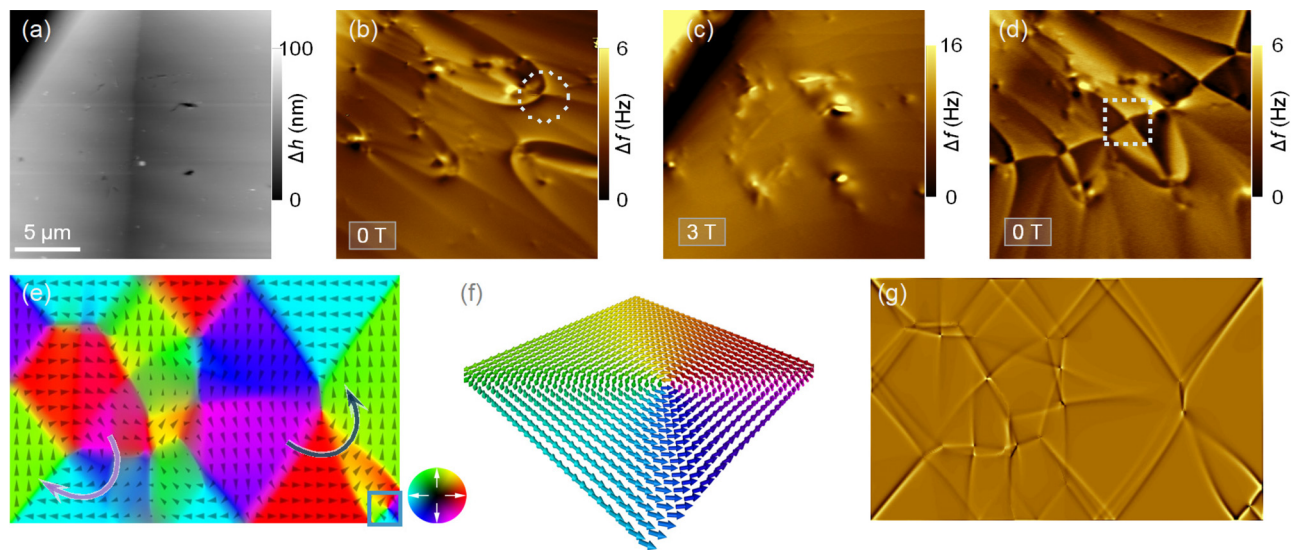 (a)
100
Δh (nm)
0
5 µm
(b)
6
Δf (Hz)
0
0 T
(c)
16
Δf (Hz)
0
3 T
(d)
6
Δf (Hz)
0
0 T
(e)
(f)
(g)